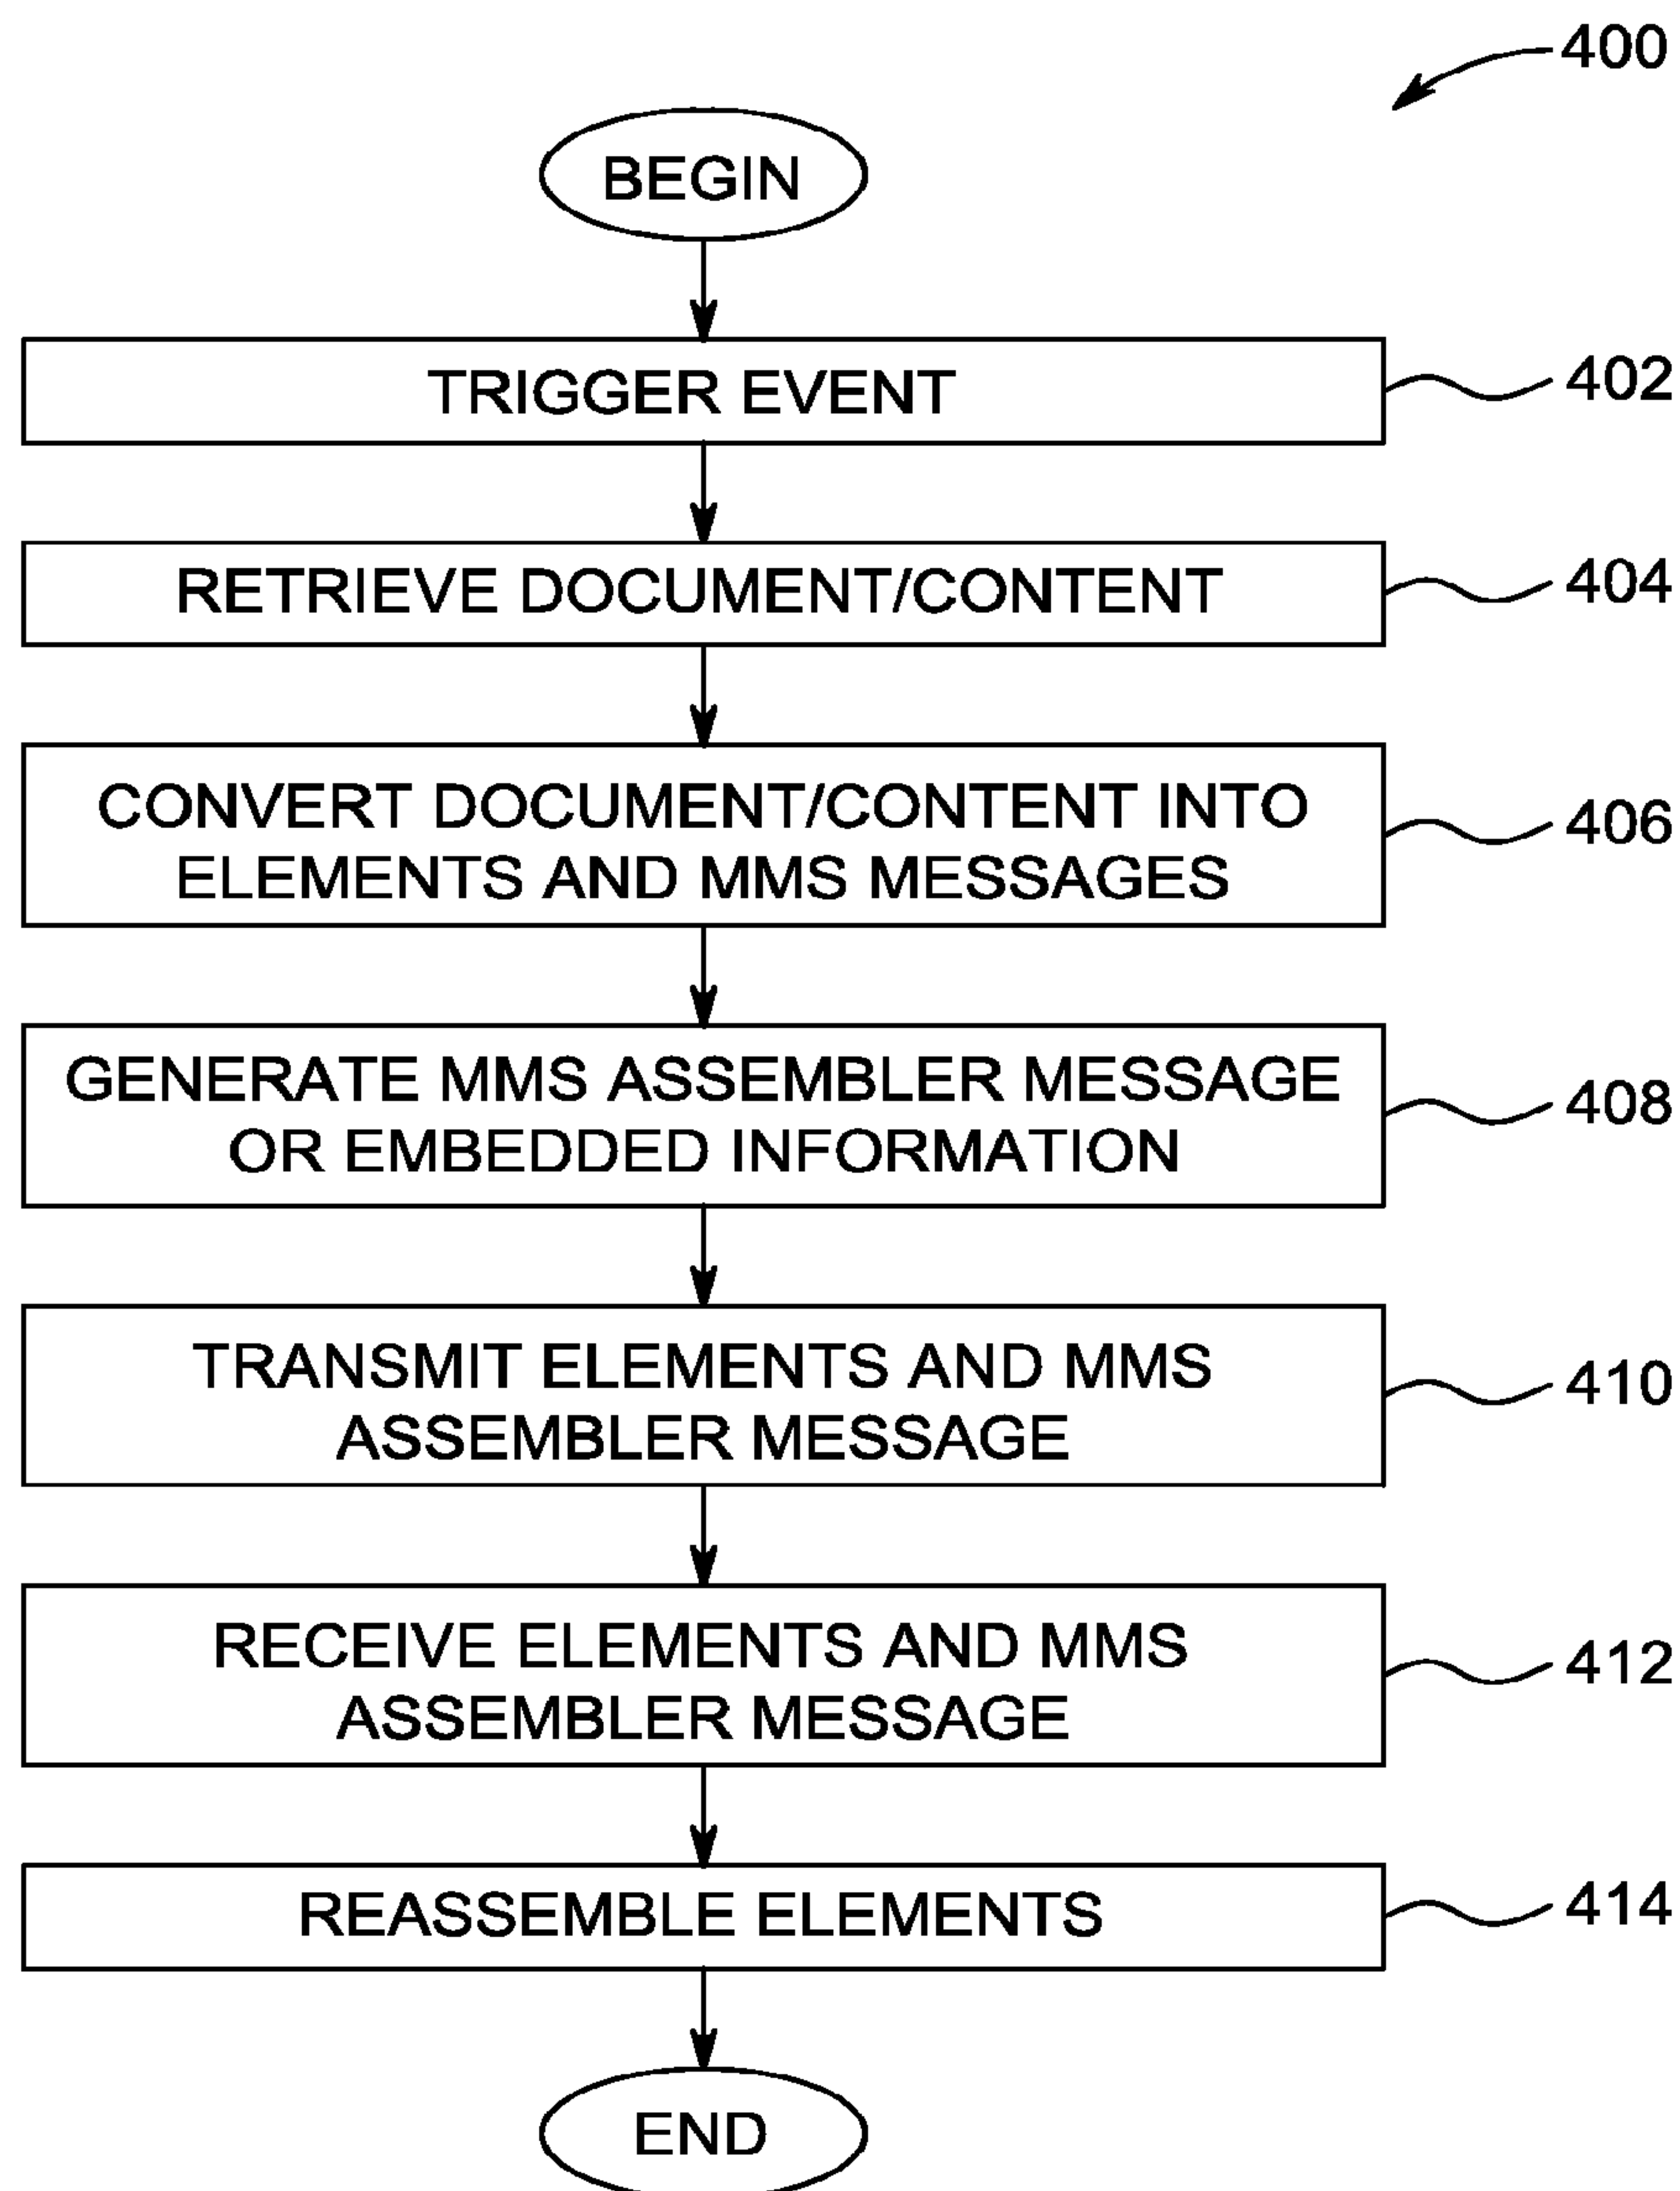 400
BEGIN
TRIGGER EVENT
402
RETRIEVE DOCUMENT/CONTENT
404
CONVERT DOCUMENT/CONTENT INTO
ELEMENTS AND MMS MESSAGES
406
GENERATE MMS ASSEMBLER MESSAGE
OR EMBEDDED INFORMATION
408
TRANSMIT ELEMENTS AND MMS
ASSEMBLER MESSAGE
410
RECEIVE ELEMENTS AND MMS
ASSEMBLER MESSAGE
412
REASSEMBLE ELEMENTS
414
END